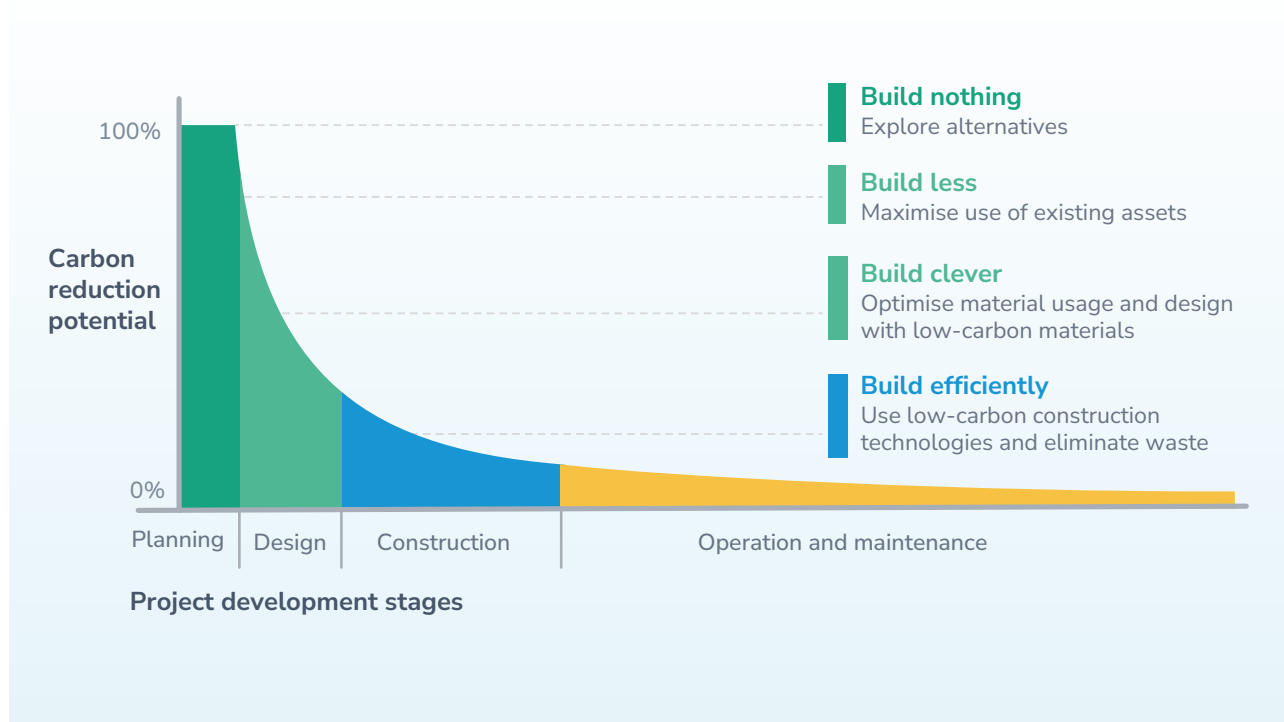 100%
Carbon
reduction
potential
0%
Build nothing
Explore alternatives
Build less
Maximise use of existing assets
Build clever
Optimise material usage and design
with low-carbon materials
Build efficiently
Use low-carbon construction
technologies and eliminate waste
Planning
Design
Construction
Operation and maintenance
Project development stages